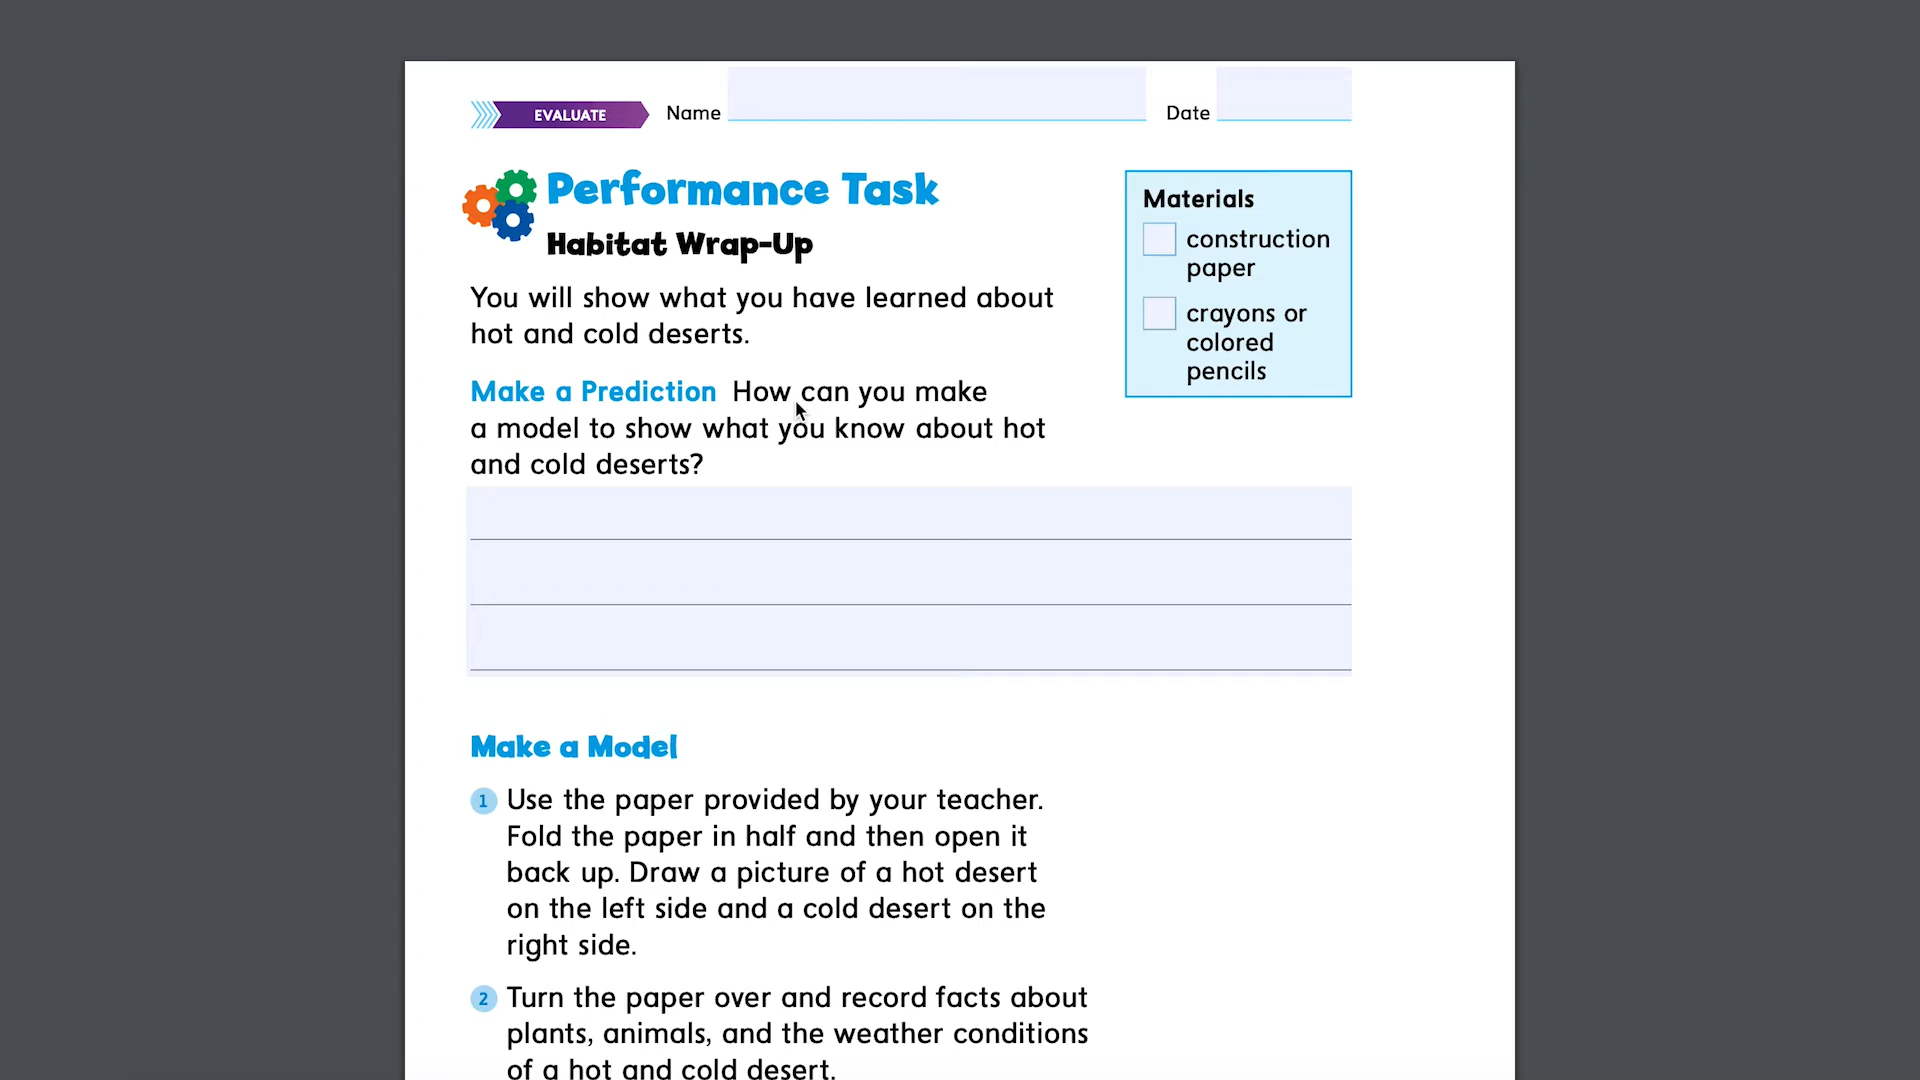 EVALUATE
Name
Date
Performance Task
Habitat Wrap-Up
You will show what you have learned about
hot and cold deserts.
Materials
construction
paper
crayons or
colored
pencils
Make a Prediction How can you make
a model to show what you know about hot
and cold deserts?
Make a Model
1 Use the paper provided by your teacher.
Fold the paper in half and then open it
back up. Draw a picture of a hot desert
on the left side and a cold desert on the
right side.
2 Turn the paper over and record facts about
plants, animals, and the weather conditions
of a hot and cold desert.